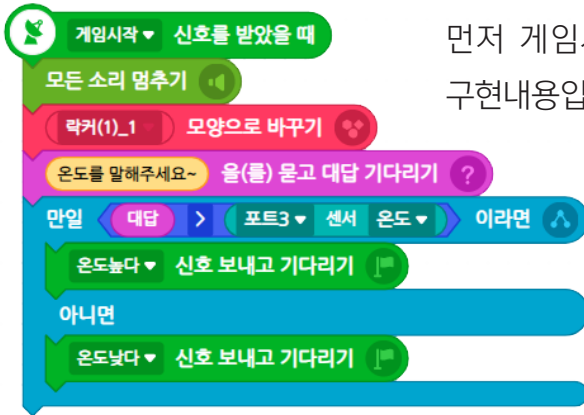 게임시작 ▼ 신호를 받았을 때
먼저 게임
구현내용입
모든 소리 멈추기
락커(1)_1 모양으로 바꾸기
온도를 말해주세요~ 을(를) 묻고 대답 기다리기 ?
만일 대답 > 포트3 ▼ 센서 온도 ▼ 이라면
온도높다 ▼ 신호 보내고 기다리기
아니면
온도낮다 ▼ 신호 보내고 기다리기